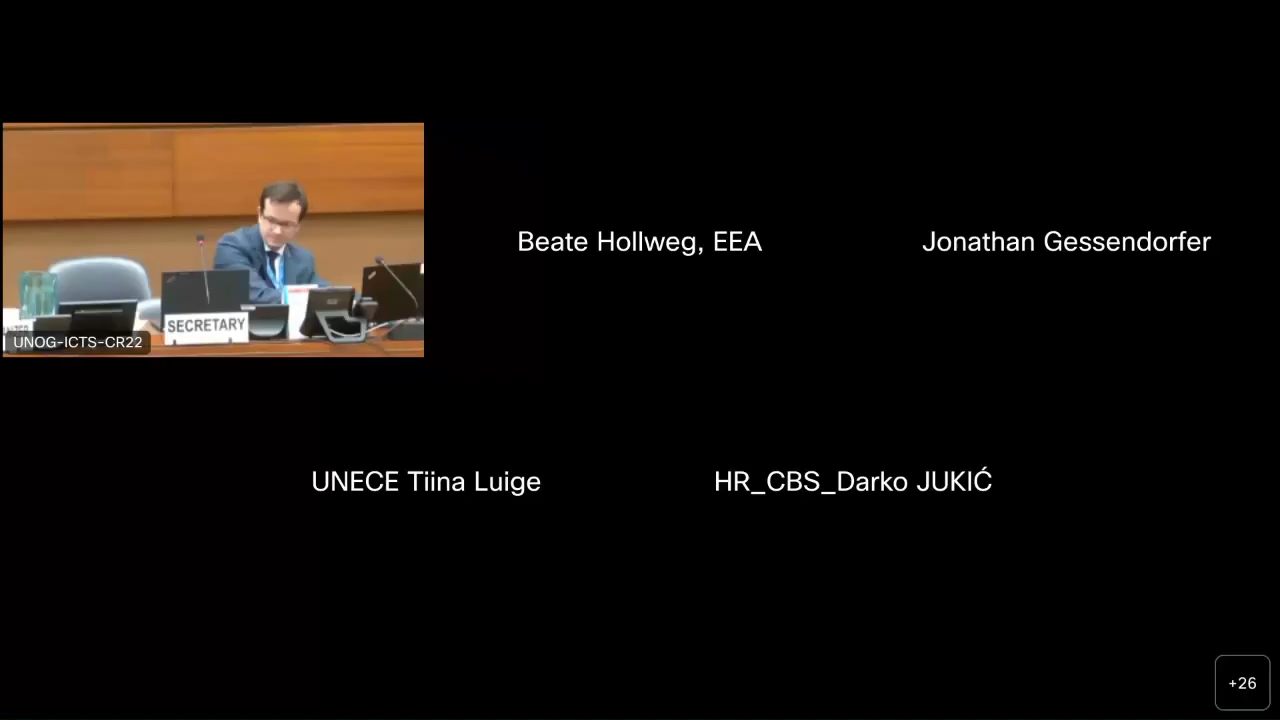 Beate Hollweg, EEA
Jonathan Gessendorfer
SECRETARY
UNOG-ICTS-CR22
UNECE Tiina Luige
HR_CBS_Darko JUKIĆ
+26